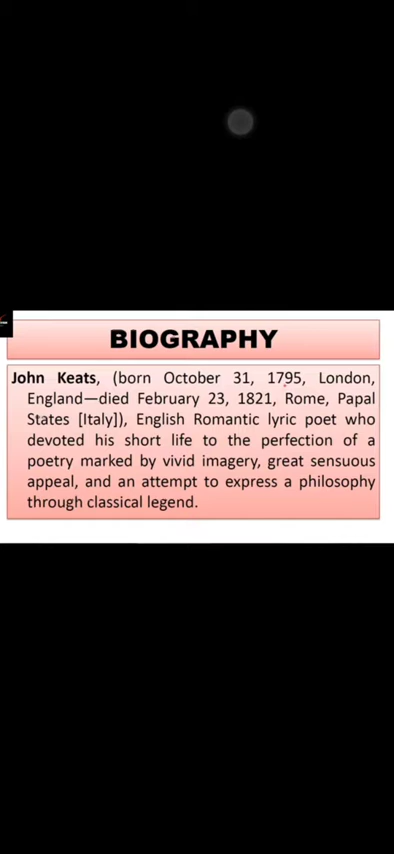 BIOGRAPHY
John Keats, (born October 31, 1795, London,
England—died February 23, 1821, Rome, Papal
States [Italy]), English Romantic lyric poet who
devoted his short life to the perfection of a
poetry marked by vivid imagery, great sensuous
appeal, and an attempt to express a philosophy
through classical legend.